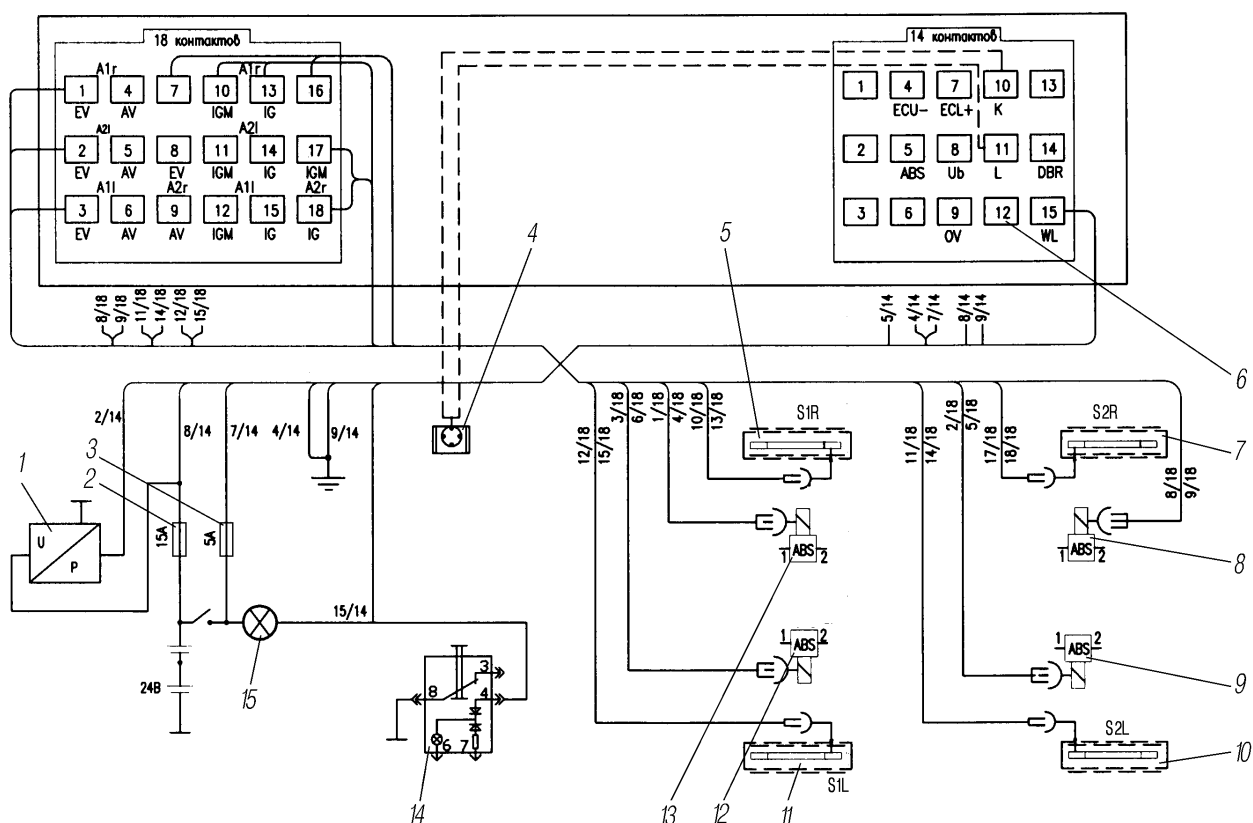 18 контактов
14 контактов
A1r A1r
1 4 7 10 13 16
EV AV IGM IG
A2l A2l
2 5 8 11 14 17
EV AV EV IGM IG IGM
A1l A2r A1l A2r
3 6 9 12 15 18
EV AV AV IGM IG IG
1 4 7 10 13
ECU- ECL+ K
2 5 8 11 14
ABS Ub L DBR
3 6 9 12 15
OV WL
4
5
6
8/18
9/18
11/18
14/18
12/18
15/18
5/14
4/14
7/14
8/14
9/14
2/14
8/14
7/14
4/14
9/14
12/18
15/18
3/18
6/18
1/18
4/18
10/18
13/18
S1R
11/18
14/18
2/18
5/18
17/18
18/18
S2R
7
8/18
9/18
1
2
3
U
P
15A
5A
1 ABS 2
1 ABS 2
8
15/14
24В
15
8 3
4
6 7
14
1 ABS 2
1 ABS 2
9
S1L
S2L
10
13 12 11